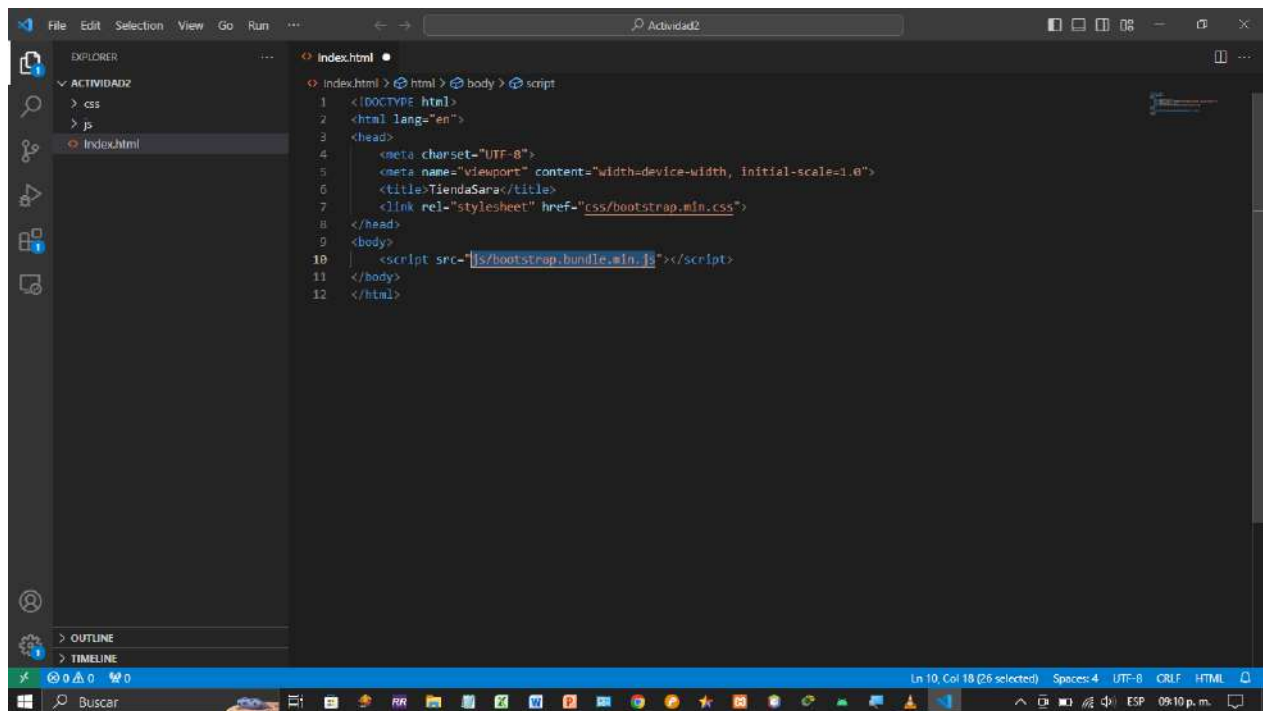 File Edit Selection View Go Run ··· Actividad2
EXPLORER ···
Index.html
ACTIVIDAD2
Index.html > html > body > script
css
js
Index.html
1 <!DOCTYPE html>
2 <html lang="en">
3 <head>
4 <meta charset="UTF-8">
5 <meta name="viewport" content="width=device-width, initial-scale=1.0">
6 <title>TiendaSara</title>
7 <link rel="stylesheet" href="css/bootstrap.min.css">
8 </head>
9 <body>
10 <script src="js/bootstrap.bundle.min.js"></script>
11 </body>
12 </html>
OUTLINE
TIMELINE
0 0 0 Ln 10, Col 18 (26 selected) Spaces: 4 UTF-8 CRLF HTML
Buscar RR ESP 09:10 p. m.